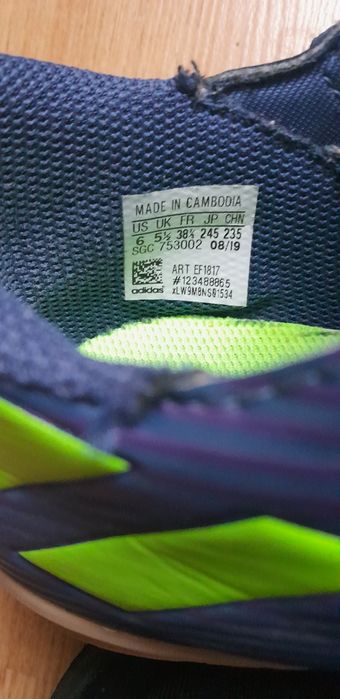 MADE IN CAMBODIA
US UK FR JP CHN
6 5½ 38⅔ 245 235
SGC 753002 08/19
ART EF1817
#123488865
adidas xLW9M8NS91534